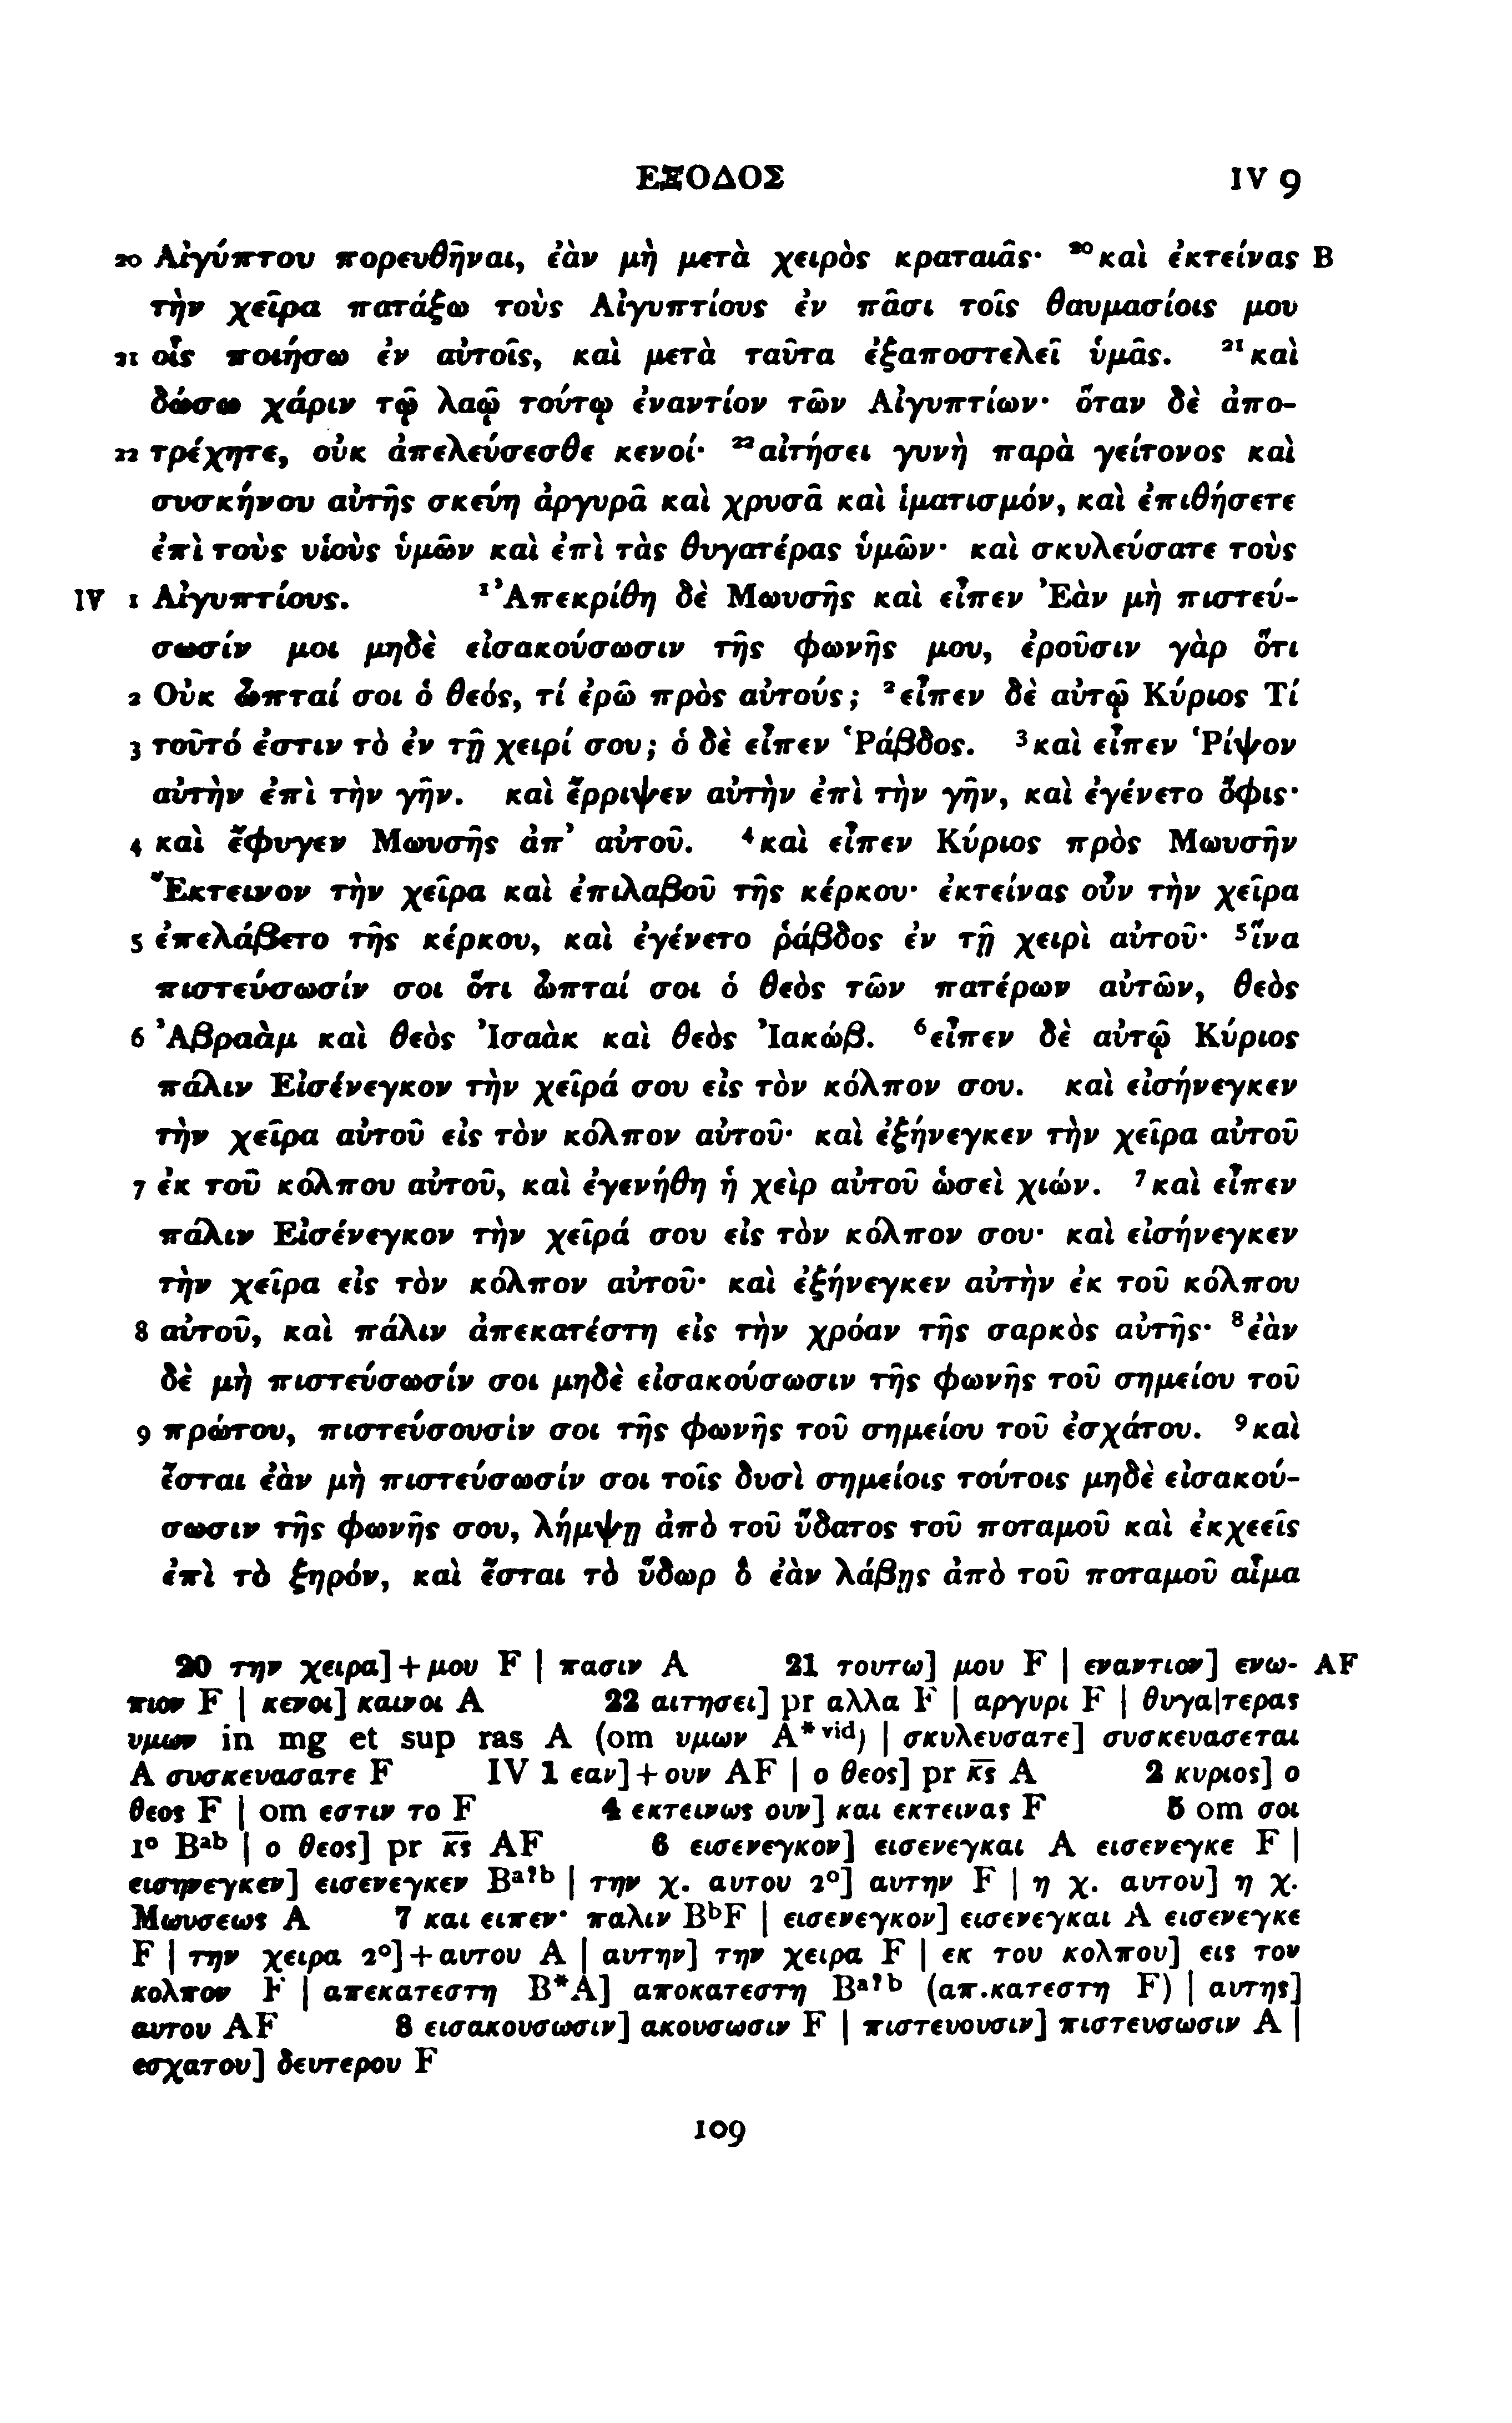 ΕΞΟΔΟΣ IV 9
20 Αἰγύπτου πορευθῆναι, ἐὰν μὴ μετὰ χειρὸς κραταιᾶς· ²⁰καὶ ἐκτείνας B
τὴν χεῖρα πατάξω τοὺς Αἰγυπτίους ἐν πᾶσι τοῖς θαυμασίοις μου
21 οἷς ποιήσω ἐν αὐτοῖς, καὶ μετὰ ταῦτα ἐξαποστελεῖ ὑμᾶς. ²¹καὶ
δώσω χάριν τῷ λαῷ τούτῳ ἐναντίον τῶν Αἰγυπτίων· ὅταν δὲ ἀπο-
22 τρέχητε, οὐκ ἀπελεύσεσθε κενοί· ²²αἰτήσει γυνὴ παρὰ γείτονος καὶ
συσκήνου αὐτῆς σκεύη ἀργυρᾶ καὶ χρυσᾶ καὶ ἱματισμόν, καὶ ἐπιθήσετε
ἐπὶ τοὺς υἱοὺς ὑμῶν καὶ ἐπὶ τὰς θυγατέρας ὑμῶν· καὶ σκυλεύσατε τοὺς
IV 1 Αἰγυπτίους. ¹Ἀπεκρίθη δὲ Μωυσῆς καὶ εἶπεν Ἐὰν μὴ πιστεύ-
σωσίν μοι μηδὲ εἰσακούσωσιν τῆς φωνῆς μου, ἐροῦσιν γὰρ ὅτι
2 Οὐκ ὦπταί σοι ὁ θεός, τί ἐρῶ πρὸς αὐτούς; ²εἶπεν δὲ αὐτῷ Κύριος Τί
3 τοῦτό ἐστιν τὸ ἐν τῇ χειρί σου; ὁ δὲ εἶπεν Ῥάβδος. ³καὶ εἶπεν Ῥίψον
αὐτὴν ἐπὶ τὴν γῆν. καὶ ἔρριψεν αὐτὴν ἐπὶ τὴν γῆν, καὶ ἐγένετο ὄφις·
4 καὶ ἔφυγεν Μωυσῆς ἀπ’ αὐτοῦ. ⁴καὶ εἶπεν Κύριος πρὸς Μωυσῆν
Ἔκτεινον τὴν χεῖρα καὶ ἐπιλαβοῦ τῆς κέρκου· ἐκτείνας οὖν τὴν χεῖρα
5 ἐπελάβετο τῆς κέρκου, καὶ ἐγένετο ῥάβδος ἐν τῇ χειρὶ αὐτοῦ· ⁵ἵνα
πιστεύσωσίν σοι ὅτι ὦπταί σοι ὁ θεὸς τῶν πατέρων αὐτῶν, θεὸς
6 Ἀβραὰμ καὶ θεὸς Ἰσαὰκ καὶ θεὸς Ἰακώβ. ⁶εἶπεν δὲ αὐτῷ Κύριος
πάλιν Εἰσένεγκον τὴν χεῖρά σου εἰς τὸν κόλπον σου. καὶ εἰσήνεγκεν
τὴν χεῖρα αὐτοῦ εἰς τὸν κόλπον αὐτοῦ· καὶ ἐξήνεγκεν τὴν χεῖρα αὐτοῦ
7 ἐκ τοῦ κόλπου αὐτοῦ, καὶ ἐγενήθη ἡ χεὶρ αὐτοῦ ὡσεὶ χιών. ⁷καὶ εἶπεν
πάλιν Εἰσένεγκον τὴν χεῖρά σου εἰς τὸν κόλπον σου· καὶ εἰσήνεγκεν
τὴν χεῖρα εἰς τὸν κόλπον αὐτοῦ· καὶ ἐξήνεγκεν αὐτὴν ἐκ τοῦ κόλπου
8 αὐτοῦ, καὶ πάλιν ἀπεκατέστη εἰς τὴν χρόαν τῆς σαρκὸς αὐτῆς· ⁸ἐὰν
δὲ μὴ πιστεύσωσίν σοι μηδὲ εἰσακούσωσιν τῆς φωνῆς τοῦ σημείου τοῦ
9 πρώτου, πιστεύσουσὶν σοι τῆς φωνῆς τοῦ σημείου τοῦ ἐσχάτου. ⁹καὶ
ἔσται ἐὰν μὴ πιστεύσωσίν σοι τοῖς δυσὶ σημείοις τούτοις μηδὲ εἰσακού-
σωσιν τῆς φωνῆς σου, λήμψῃ ἀπὸ τοῦ ὕδατος τοῦ ποταμοῦ καὶ ἐκχεεῖς
ἐπὶ τὸ ξηρόν, καὶ ἔσται τὸ ὕδωρ ὃ ἐὰν λάβῃς ἀπὸ τοῦ ποταμοῦ αἷμα
20 την χειρα]+μου F | πασιν A 21 τουτω] μου F | εναντιον] ενω- AF
πιον F | κενοι] καινοι A 22 αιτησει] pr αλλα F | αργυρι F | θυγα|τερας
υμων in mg et sup ras A (om υμων A*ᵛⁱᵈ) | σκυλευσατε] συσκευασεται
A συσκευασατε F IV 1 εαν]+ουν AF | ο θεος] pr κ̅ς̅ A 2 κυριος] ο
θεος F | om εστιν το F 4 εκτεινως ουν] και εκτεινας F 5 om σοι
1º Bᵃᵇ | ο θεος] pr κ̅ς̅ AF 6 εισενεγκον] εισενεγκαι A εισενεγκε F |
εισηνεγκεν] εισενεγκεν Bᵃ?ᵇ | την χ. αυτου 2º] αυτην F | η χ. αυτου] η χ.
Μωυσεως A 7 και ειπεν· παλιν BᵇF | εισενεγκον] εισενεγκαι A εισενεγκε
F | την χειρα 2º]+αυτου A | αυτην] την χειρα F | εκ του κολπου] εις τον
κολπον F | απεκατεστη B*A] αποκατεστη Bᵃ?ᵇ (απ.κατεστη F) | αυτης]
αυτου AF 8 εισακουσωσιν] ακουσωσιν F | πιστευουσιν] πιστευσωσιν A |
εσχατου] δευτερου F
109